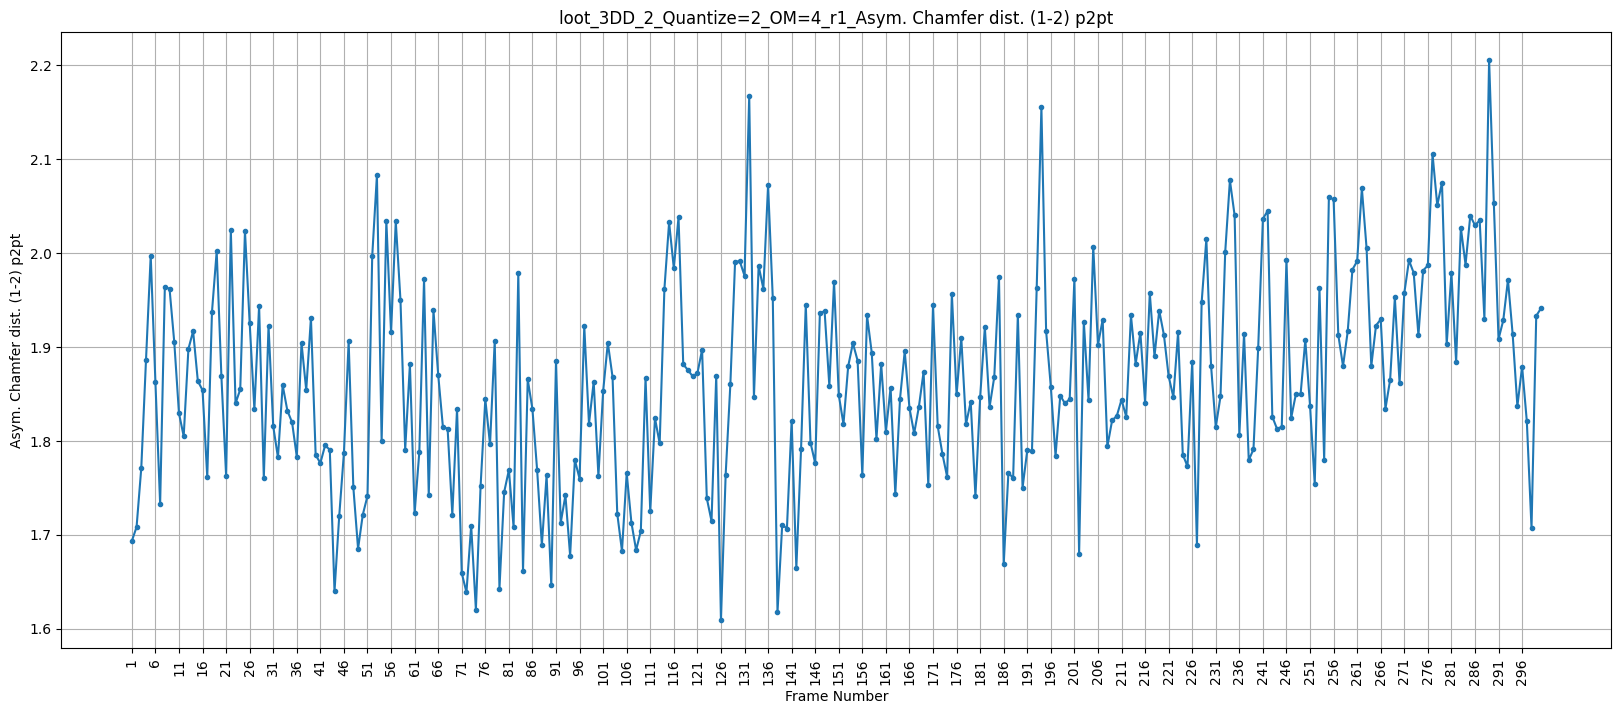 loot_3DD_2_Quantize=2_OM=4_r1_Asym. Chamfer dist. (1-2) p2pt
2.2
2.1
2.0
1.9
1.8
1.7
1.6
Asym. Chamfer dist. (1-2) p2pt
1 6 11 16 21 26 31 36 41 46 51 56 61 66 71 76 81 86 91 96 101 106 111 116 121 126 131 136 141 146 151 156 161 166 171 176 181 186 191 196 201 206 211 216 221 226 231 236 241 246 251 256 261 266 271 276 281 286 291 296
Frame Number